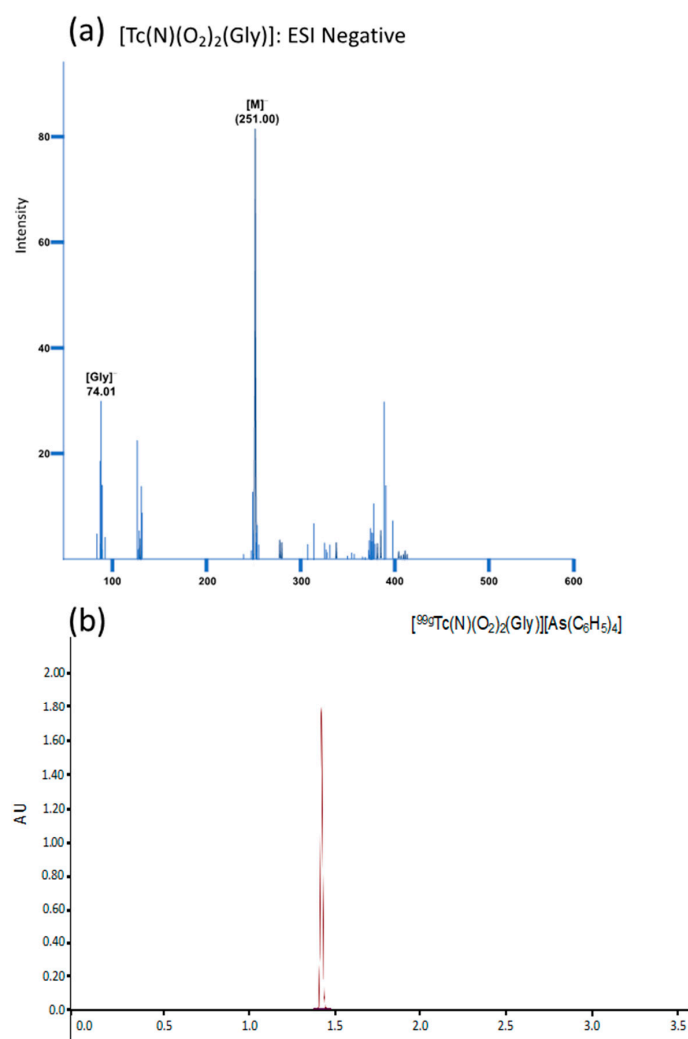 (a) [Tc(N)(O₂)₂(Gly)]: ESI Negative
[M]⁻
(251.00)
80
60
Intensity
40
[Gly]⁻
74.01
20
100 200 300 400 500 600
(b) [⁹⁹ᵍTc(N)(O₂)₂(Gly)][As(C₆H₅)₄]
2.00
1.80
1.60
1.40
1.20
AU
1.00
0.80
0.60
0.40
0.20
0.0
0.0 0.5 1.0 1.5 2.0 2.5 3.0 3.5